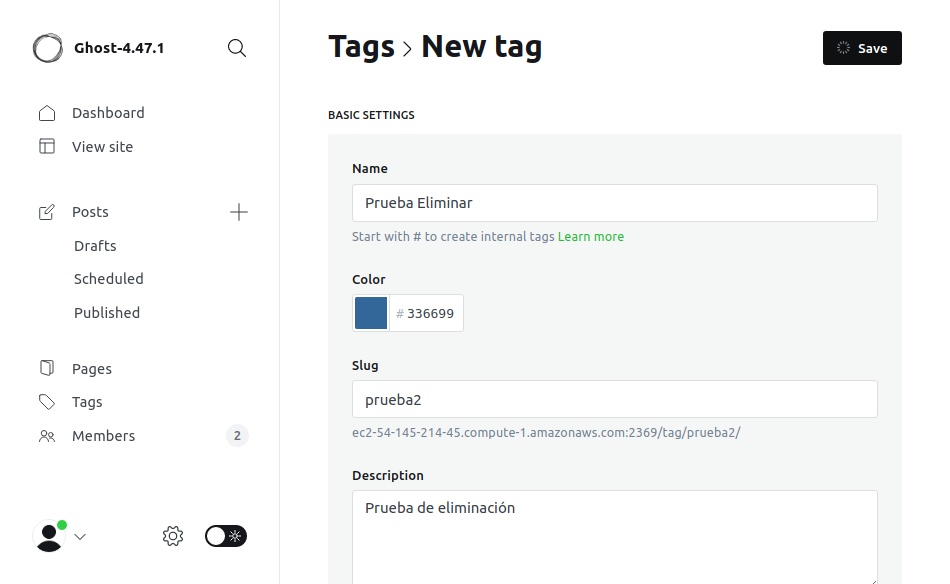 Ghost-4.47.1
Dashboard
View site
Posts
Drafts
Scheduled
Published
Pages
Tags
Members 2
Tags > New tag
Save
BASIC SETTINGS
Name
Prueba Eliminar
Start with # to create internal tags Learn more
Color
# 336699
Slug
prueba2
ec2-54-145-214-45.compute-1.amazonaws.com:2369/tag/prueba2/
Description
Prueba de eliminación